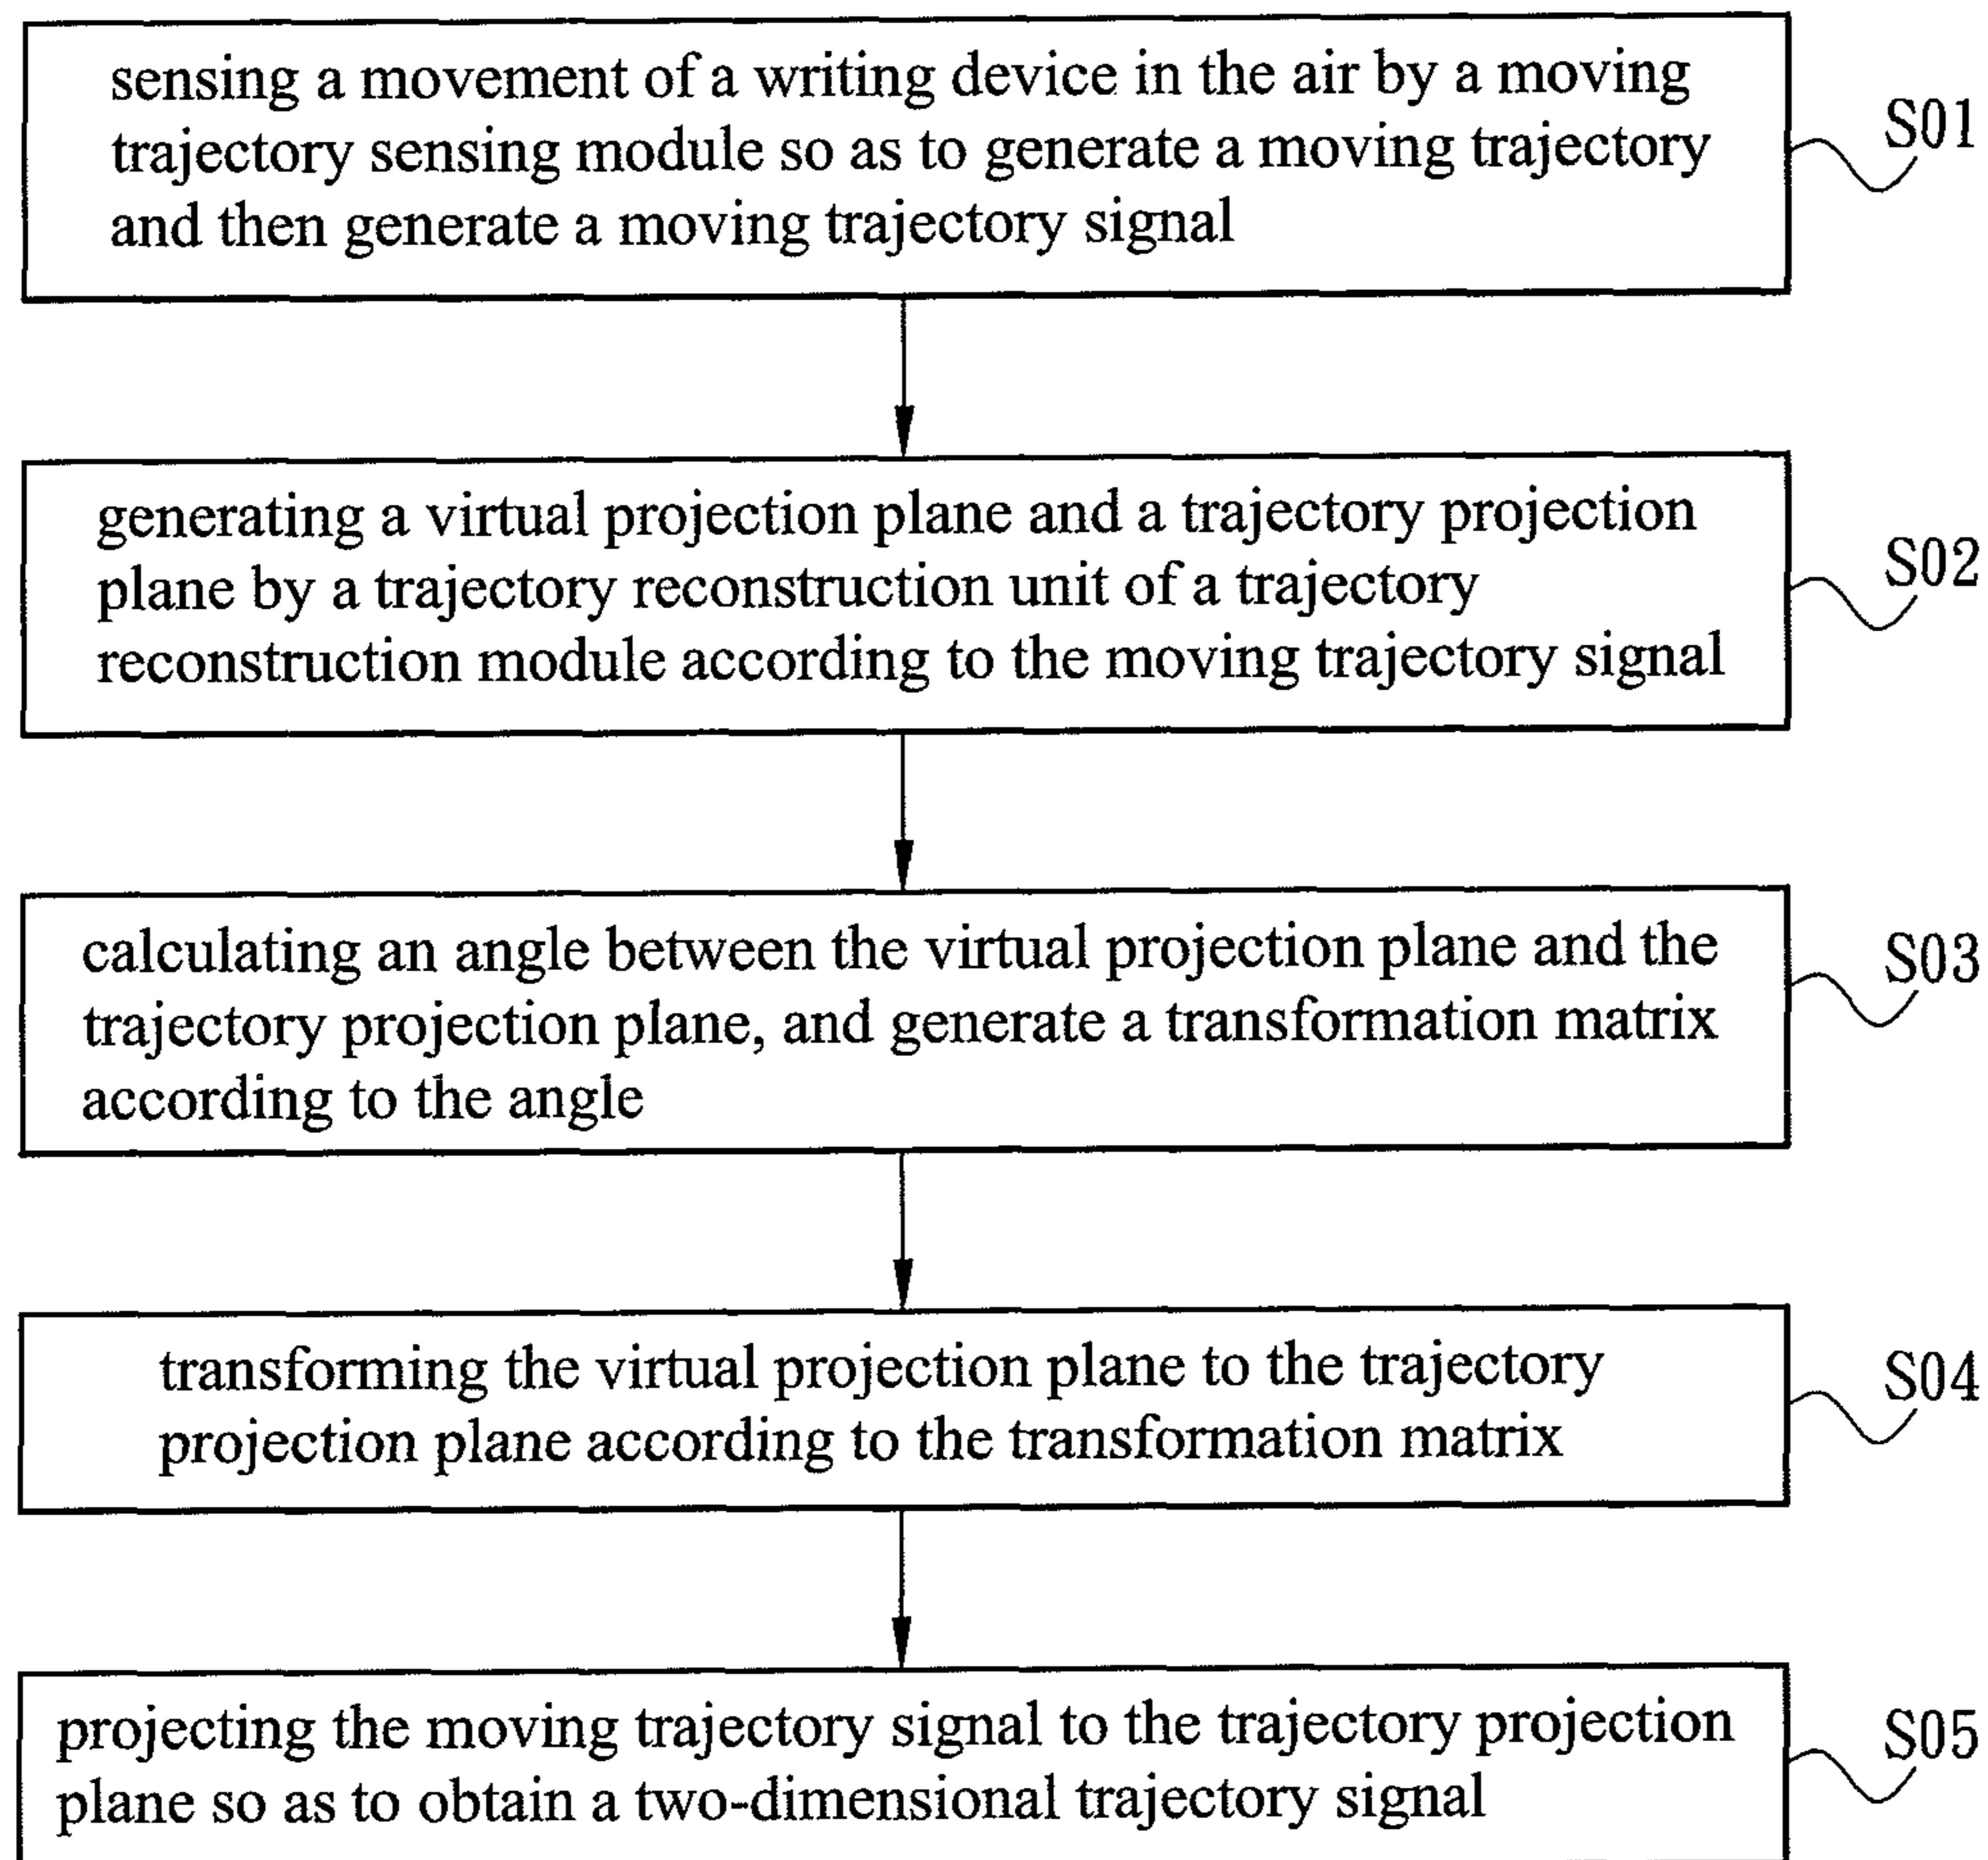 sensing a movement of a writing device in the air by a moving
trajectory sensing module so as to generate a moving trajectory
and then generate a moving trajectory signal
S01
generating a virtual projection plane and a trajectory projection
plane by a trajectory reconstruction unit of a trajectory
reconstruction module according to the moving trajectory signal
S02
calculating an angle between the virtual projection plane and the
trajectory projection plane, and generate a transformation matrix
according to the angle
S03
transforming the virtual projection plane to the trajectory
projection plane according to the transformation matrix
S04
projecting the moving trajectory signal to the trajectory projection
plane so as to obtain a two-dimensional trajectory signal
S05